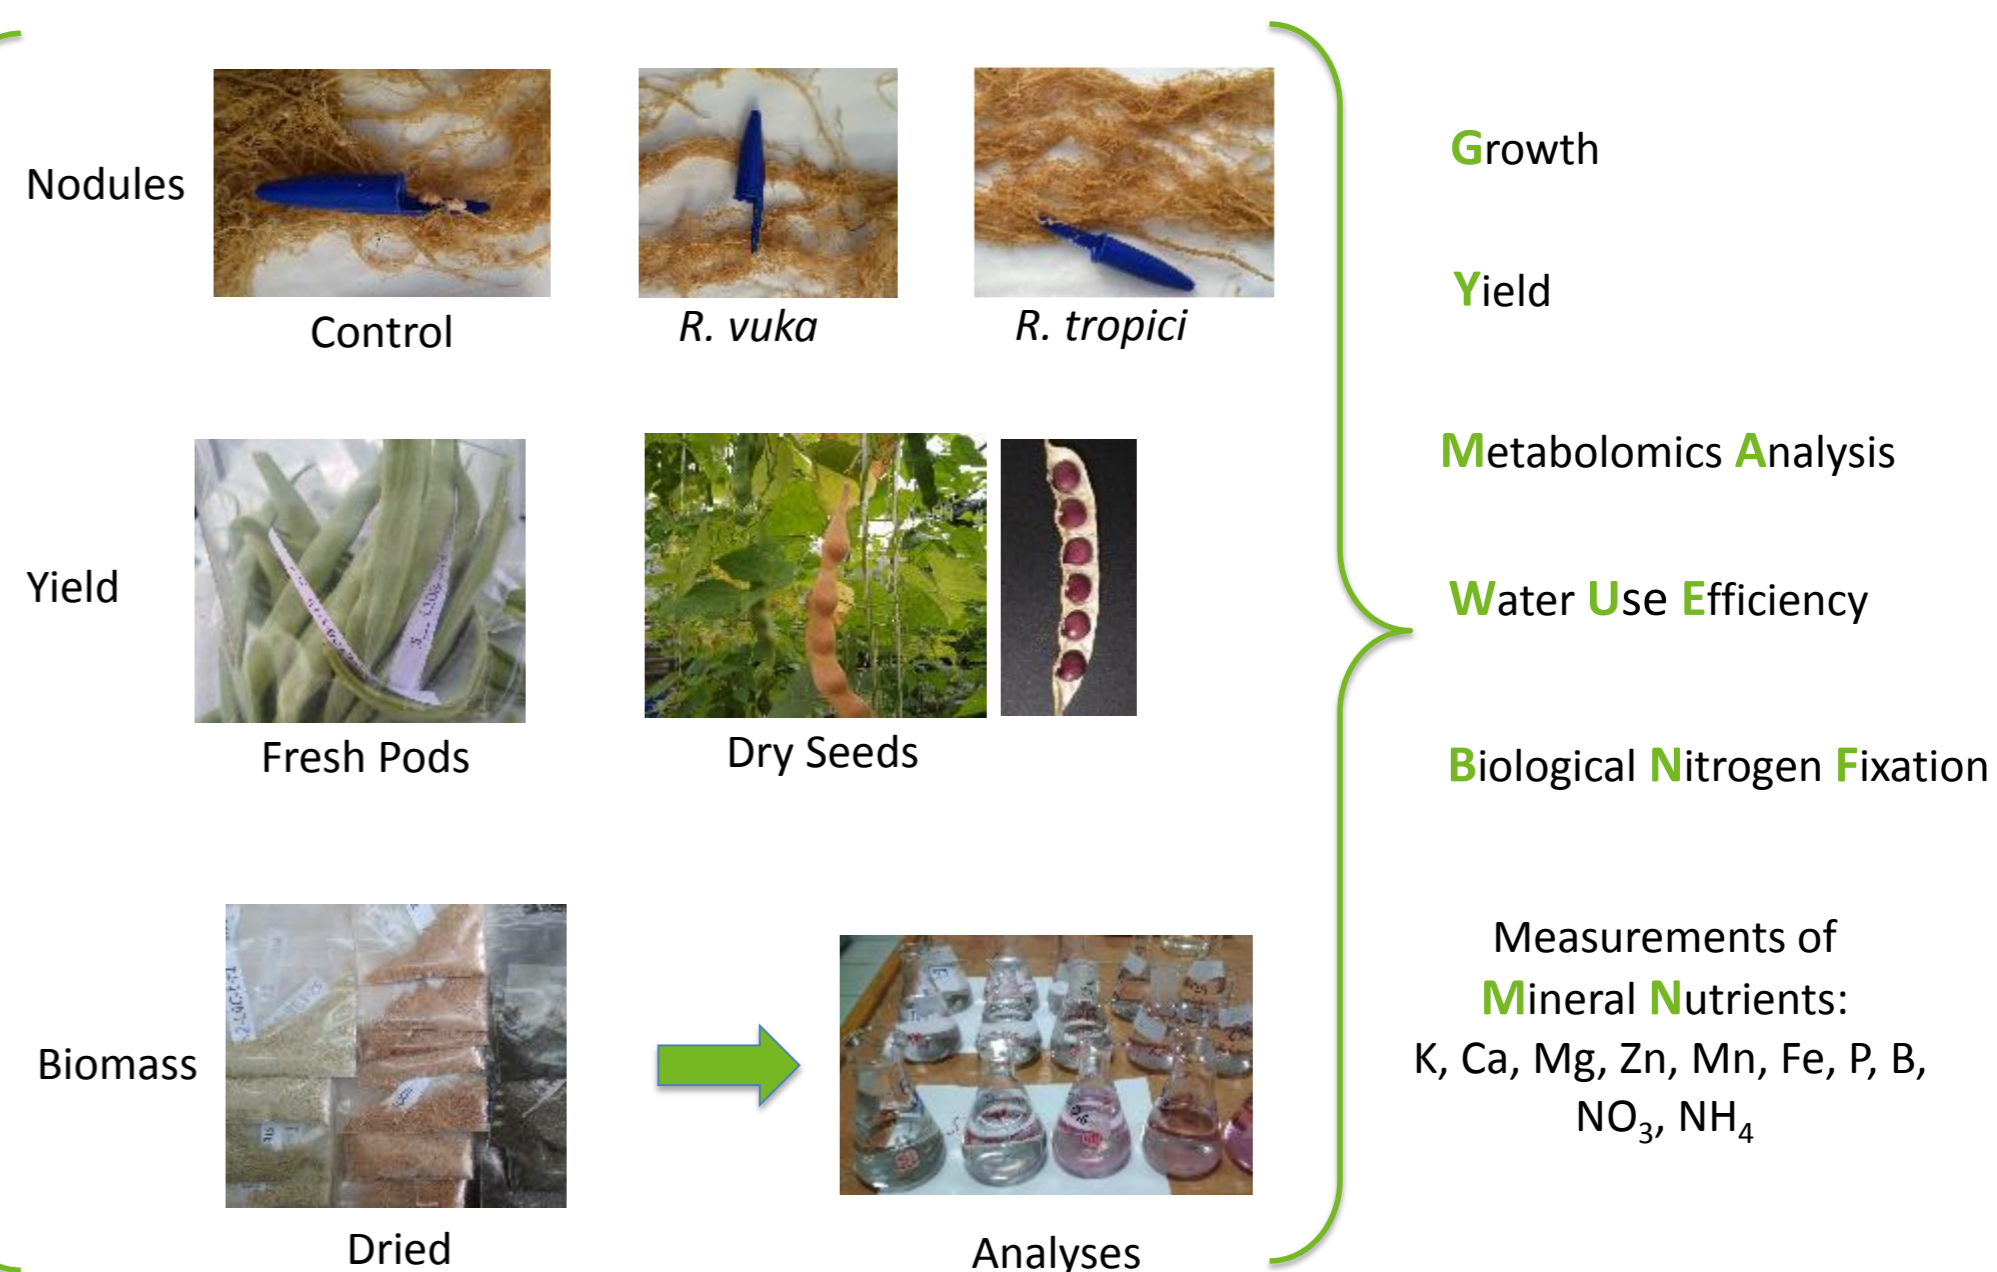 Nodules
Control
R. vuka
R. tropici
Yield
Fresh Pods
Dry Seeds
Biomass
Dried
Analyses
Growth
Yield
Metabolomics Analysis
Water Use Efficiency
Biological Nitrogen Fixation
Measurements of
Mineral Nutrients:
K, Ca, Mg, Zn, Mn, Fe, P, B,
NO₃, NH₄